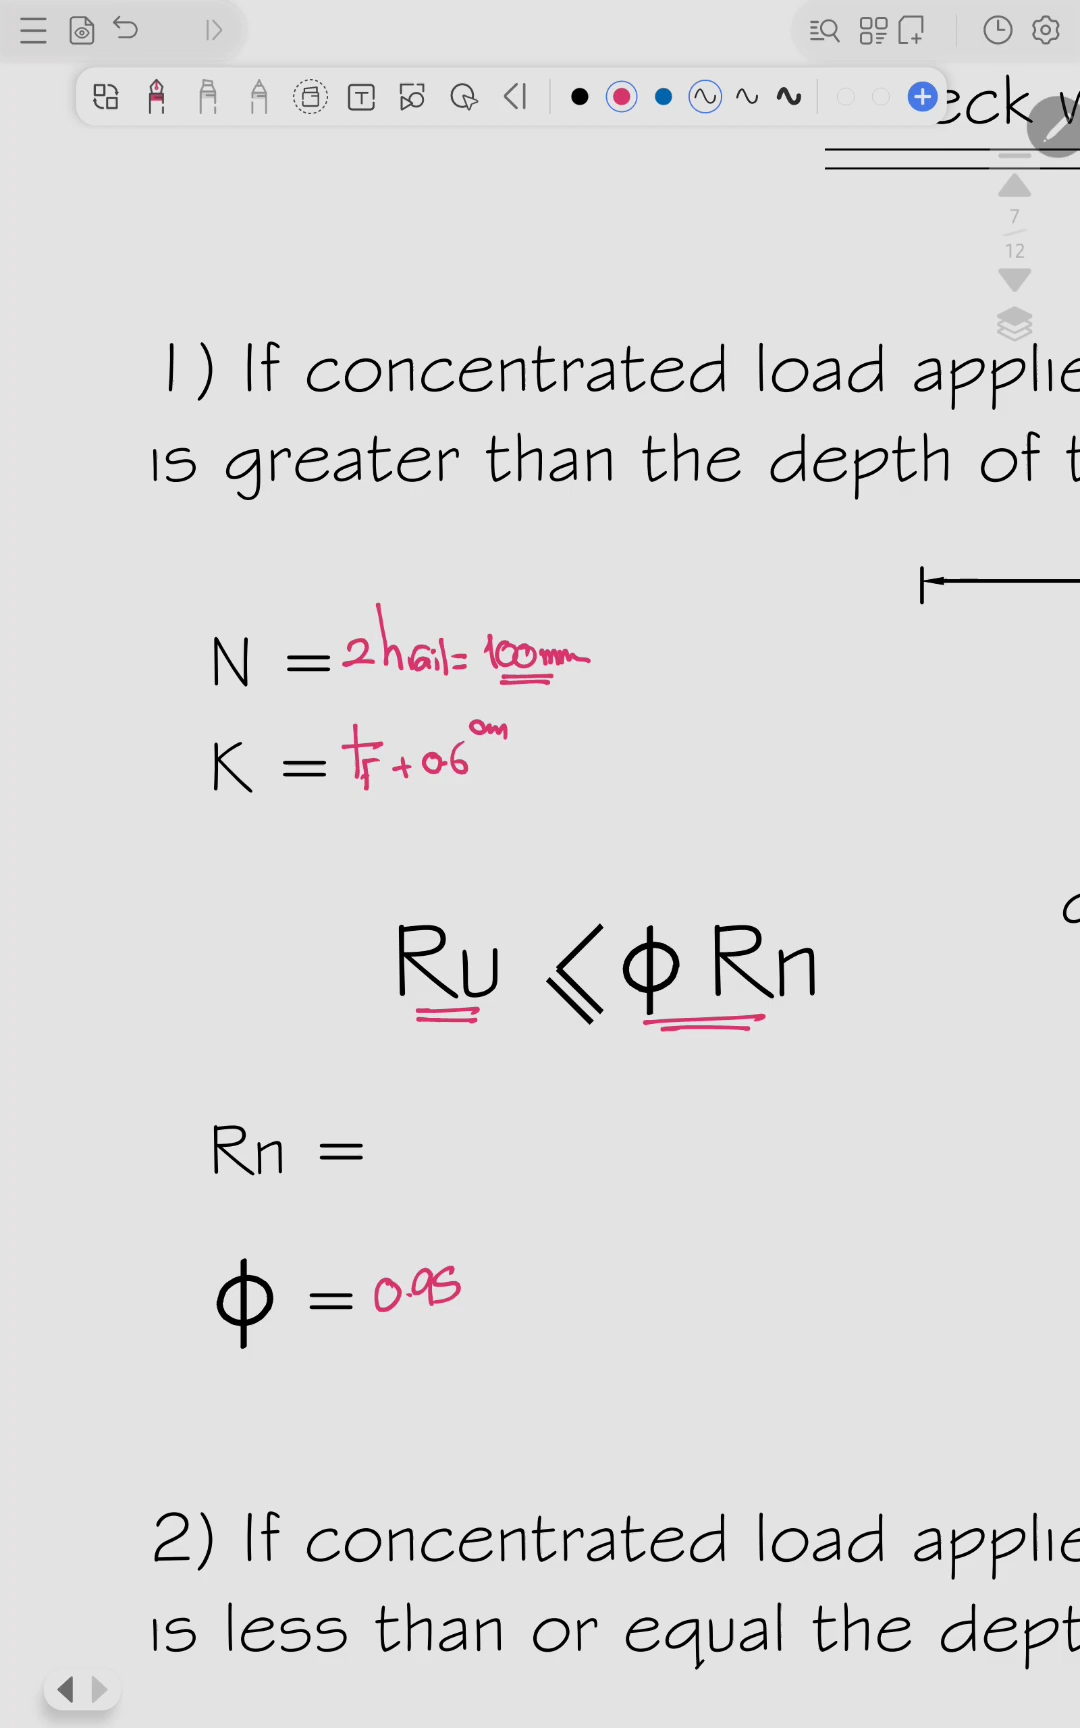 eck
7
12
1) If concentrated load applie
is greater than the depth of t
N = 2hrail = 100mm
K = tf + 0.6 cm
Ru ⩽ ϕ Rn
Rn =
ϕ = 0.95
2) If concentrated load applie
is less than or equal the dept